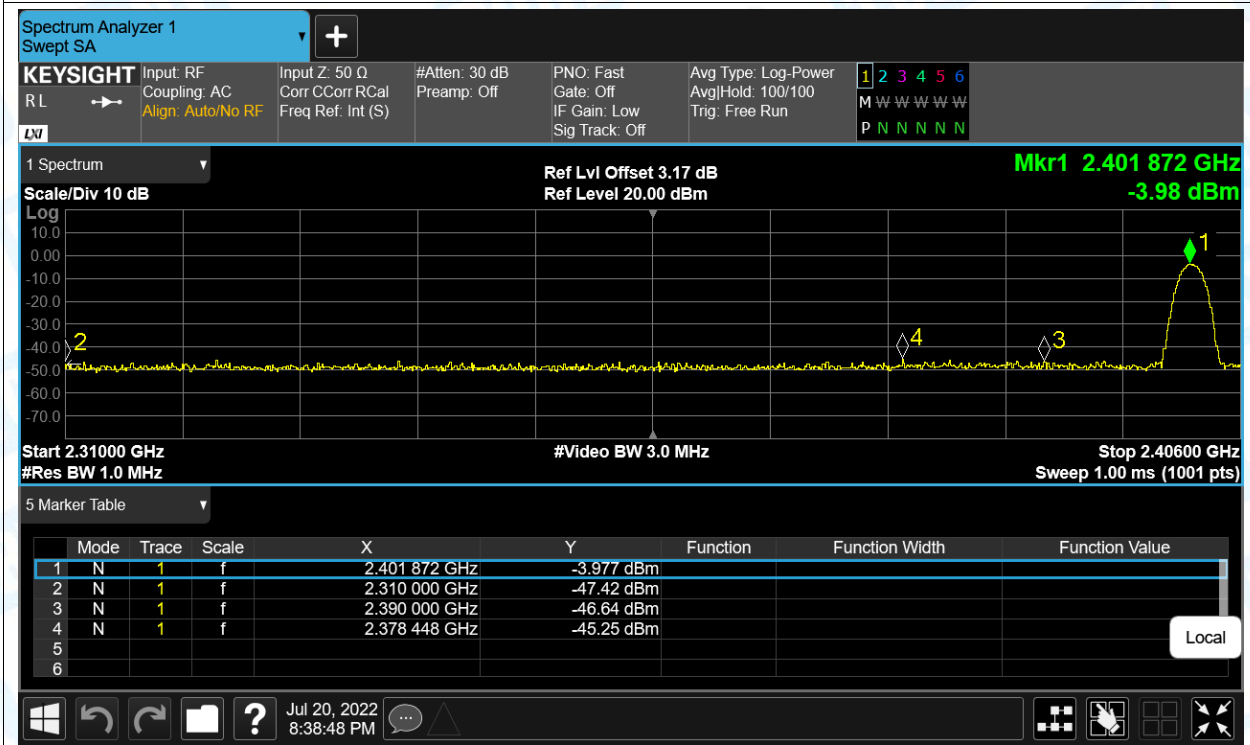 Spectrum Analyzer 1
Swept SA
+
KEYSIGHT
R L
LXI
Input: RF
Coupling: AC
Align: Auto/No RF
Input Z: 50 Ω
Corr CCorr RCal
Freq Ref: Int (S)
#Atten: 30 dB
Preamp: Off
PNO: Fast
Gate: Off
IF Gain: Low
Sig Track: Off
Avg Type: Log-Power
Avg|Hold: 100/100
Trig: Free Run
1 2 3 4 5 6
M W W W W W
P N N N N N
1 Spectrum
Scale/Div 10 dB
Ref Lvl Offset 3.17 dB
Ref Level 20.00 dBm
Mkr1 2.401 872 GHz
-3.98 dBm
Log
10.0
0.00
-10.0
-20.0
-30.0
-40.0
-50.0
-60.0
-70.0
2
4
3
1
Start 2.31000 GHz
#Res BW 1.0 MHz
#Video BW 3.0 MHz
Stop 2.40600 GHz
Sweep 1.00 ms (1001 pts)
5 Marker Table
Mode Trace Scale X Y Function Function Width Function Value
1 N 1 f 2.401 872 GHz -3.977 dBm
2 N 1 f 2.310 000 GHz -47.42 dBm
3 N 1 f 2.390 000 GHz -46.64 dBm
4 N 1 f 2.378 448 GHz -45.25 dBm
5
6
Local
?
Jul 20, 2022
8:38:48 PM